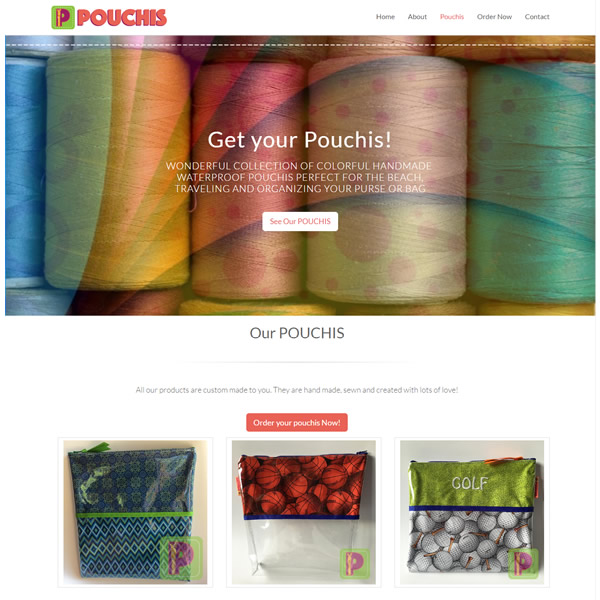 P POUCHIS
Home About Pouchis Order Now Contact
Get your Pouchis!
WONDERFUL COLLECTION OF COLORFUL HANDMADE
WATERPROOF POUCHIS PERFECT FOR THE BEACH,
TRAVELING AND ORGANIZING YOUR PURSE OR BAG
See Our POUCHIS
Our POUCHIS
All our products are custom made to you. They are hand made, sewn and created with lots of love!
Order your pouchis Now!
GOLF
P P P